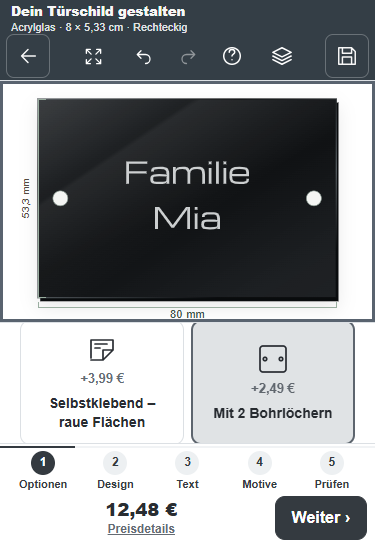 Dein Türschild gestalten
Acrylglas · 8 × 5,33 cm · Rechteckig
Familie
Mia
53,3 mm
80 mm
+3,99 €
Selbstklebend –
raue Flächen
+2,49 €
Mit 2 Bohrlöchern
1 2 3 4 5
Optionen Design Text Motive Prüfen
12,48 €
Preisdetails
Weiter ›